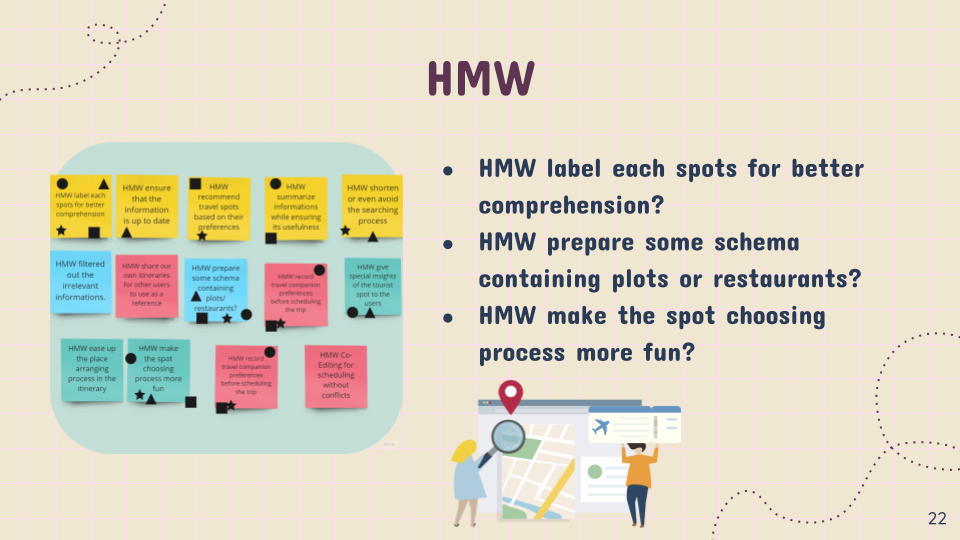 HMW
HMW label each
spots for better
comprehension
HMW ensure
that the
information
is up to date
HMW
recommend
travel spots
based on their
preferences
HMW
summarize
informations
while ensuring
its usefulness
HMW shorten
or even avoid
the searching
process
HMW filtered
out the
irrelevant
informations.
HMW share our
own itineraries
for other users
to use as a
reference
HMW prepare
some schema
containing
plots/
restaurants?
HMW record
travel companion
preferences
before scheduling
the trip
HMW give
special insights
of the tourist
spot to the
users
HMW ease up
the place
arranging
process in the
itinerary
HMW make
the spot
choosing
process more
fun
HMW record
travel companion
preferences
before scheduling
the trip
HMW Co-
Editing for
scheduling
without
conflicts
● HMW label each spots for better
comprehension?
● HMW prepare some schema
containing plots or restaurants?
● HMW make the spot choosing
process more fun?
22